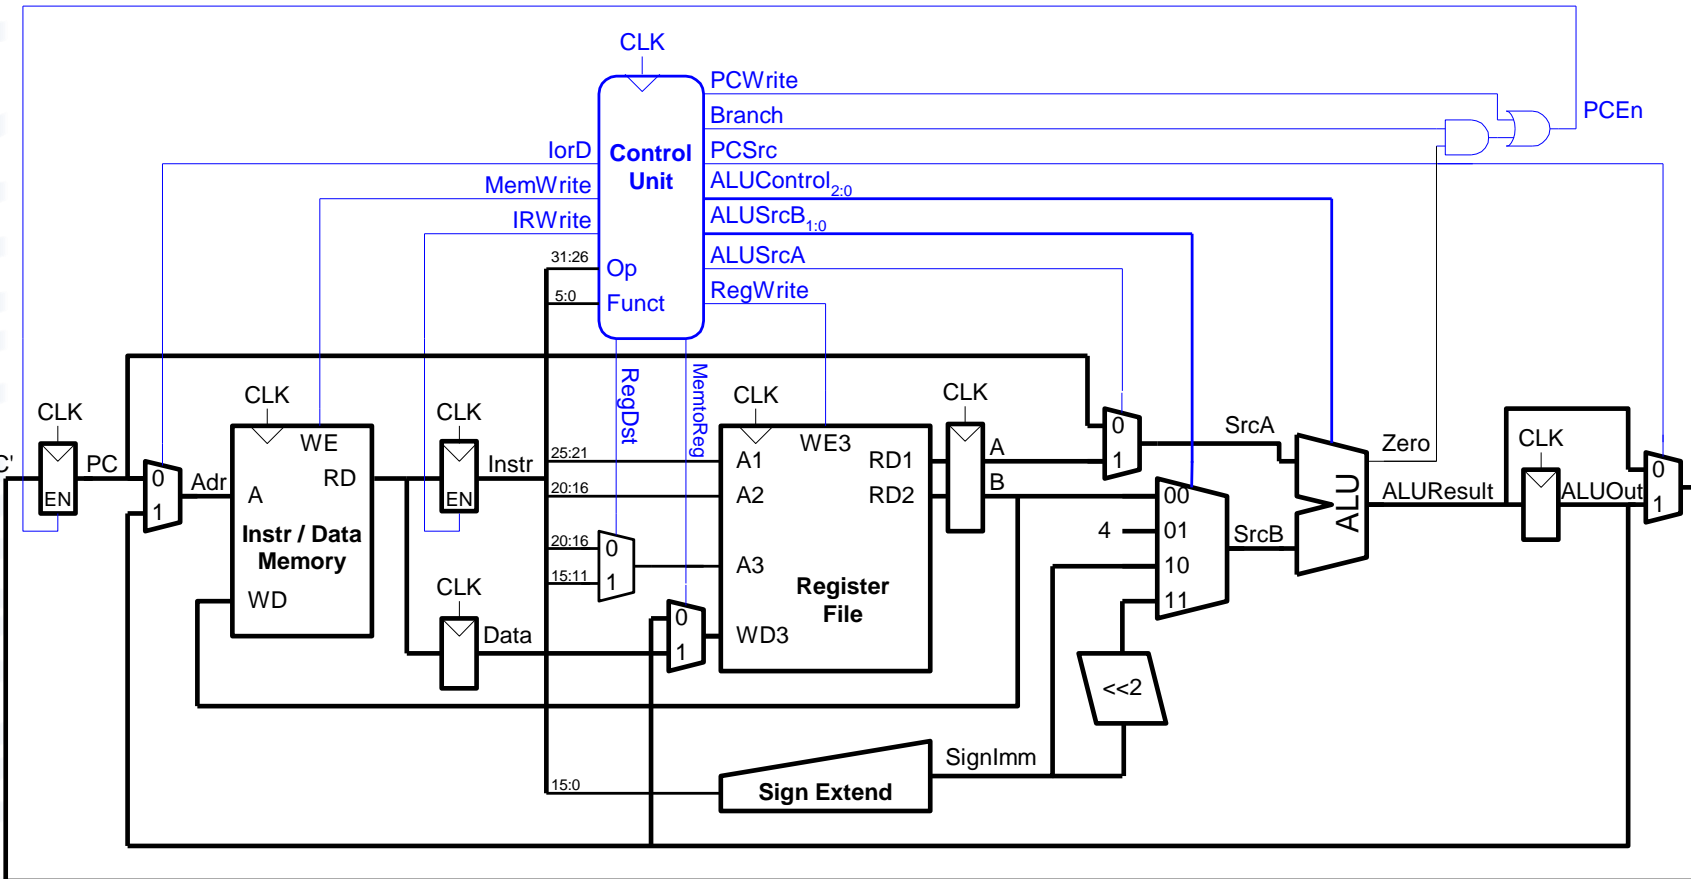 CLK
PCWrite
Branch
PCEn
IorD
Control
Unit
PCSrc
MemWrite
ALUControl2:0
IRWrite
ALUSrcB1:0
31:26
Op
ALUSrcA
5:0
Funct
RegWrite
RegDst
MemtoReg
CLK
CLK
CLK
CLK
CLK
CLK
C'
PC
EN
0
1
Adr
WE
A
RD
Instr / Data
Memory
WD
EN
Instr
25:21
20:16
20:16
15:11
0
1
CLK
Data
0
1
A1
A2
A3
WD3
WE3
RD1
RD2
Register
File
A
B
0
1
SrcA
00
4
01
10
11
SrcB
<<2
ALU
Zero
ALUResult
ALUOut
0
1
15:0
Sign Extend
SignImm